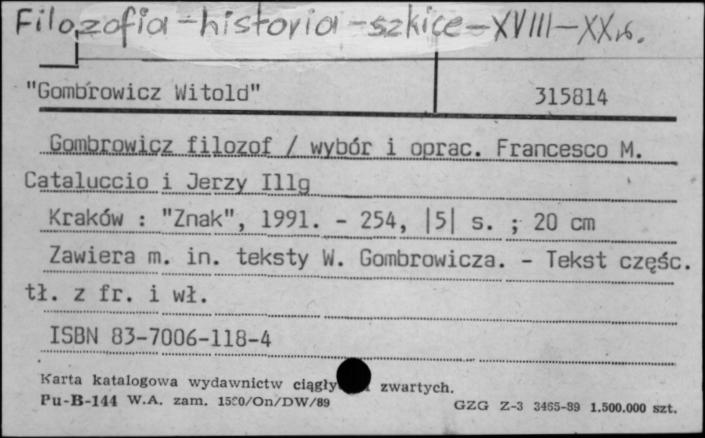 Filozofia - historia - szkice - XVIII - XX w.
"Gombrowicz Witold"
315814
Gombrowicz filozof / wybór i oprac. Francesco M.
Cataluccio i Jerzy Illg
Kraków : "Znak", 1991. - 254, |5| s. ; 20 cm
Zawiera m. in. teksty W. Gombrowicza. - Tekst częśc.
tł. z fr. i wł.
ISBN 83-7006-118-4
Karta katalogowa wydawnictw zwartych.
Pu-B-144 W.A. zam. 1500/On/DW/89 GZG Z-3 3465-89 1.500.000 szt.